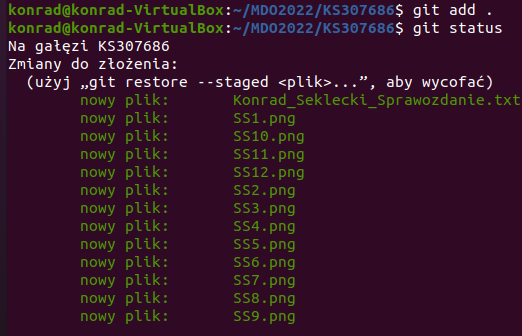 konrad@konrad-VirtualBox:~/MDO2022/KS307686$ git add .
konrad@konrad-VirtualBox:~/MDO2022/KS307686$ git status
Na gałęzi KS307686
Zmiany do złożenia:
  (użyj „git restore --staged <plik>...”, aby wycofać)
        nowy plik:       Konrad_Seklecki_Sprawozdanie.txt
        nowy plik:       SS1.png
        nowy plik:       SS10.png
        nowy plik:       SS11.png
        nowy plik:       SS12.png
        nowy plik:       SS2.png
        nowy plik:       SS3.png
        nowy plik:       SS4.png
        nowy plik:       SS5.png
        nowy plik:       SS6.png
        nowy plik:       SS7.png
        nowy plik:       SS8.png
        nowy plik:       SS9.png